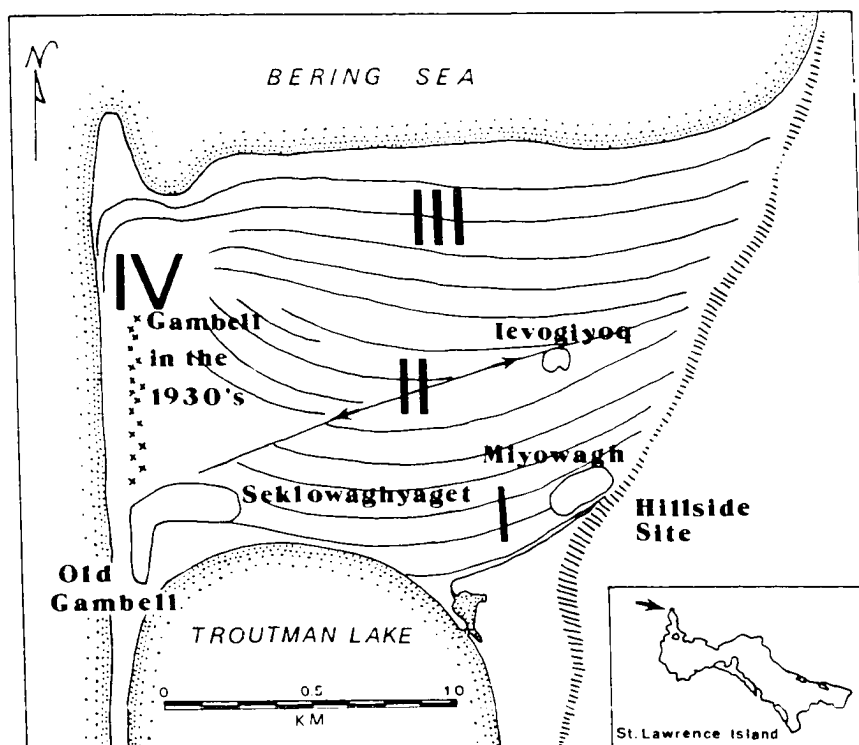 N
BERING SEA
III
IV
Gambell
in the
1930's
Ievogiyoq
II
Miyowagh
Seklowaghyaget
I
Hillside
Site
Old
Gambell
TROUTMAN LAKE
0 0.5 1.0
KM
St. Lawrence Island